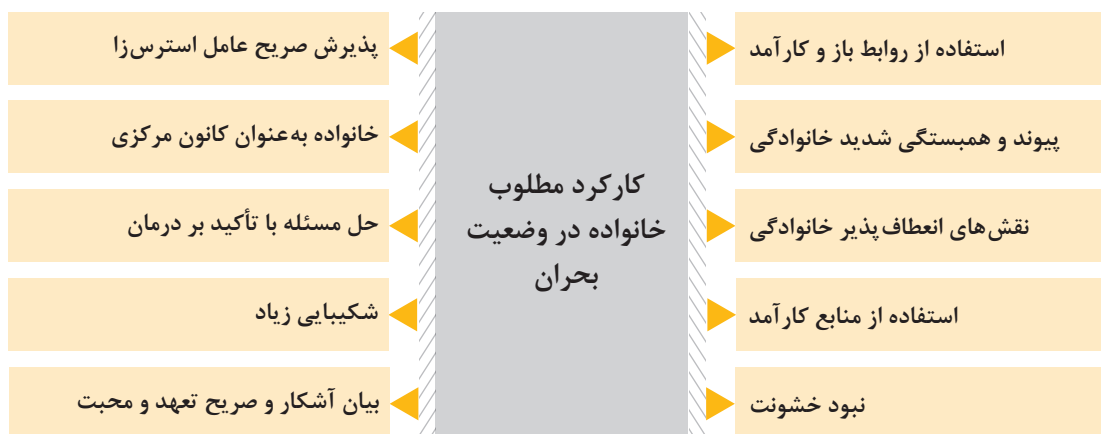 استفاده از روابط باز و کارآمد
پیوند و همبستگی شدید خانوادگی
نقش‌های انعطاف‌پذیر خانوادگی
استفاده از منابع کارآمد
نبود خشونت
کارکرد مطلوب
خانواده در وضعیت
بحران
پذیرش صریح عامل استرس‌زا
خانواده به‌عنوان کانون مرکزی
حل مسئله با تأکید بر درمان
شکیبایی زیاد
بیان آشکار و صریح تعهد و محبت